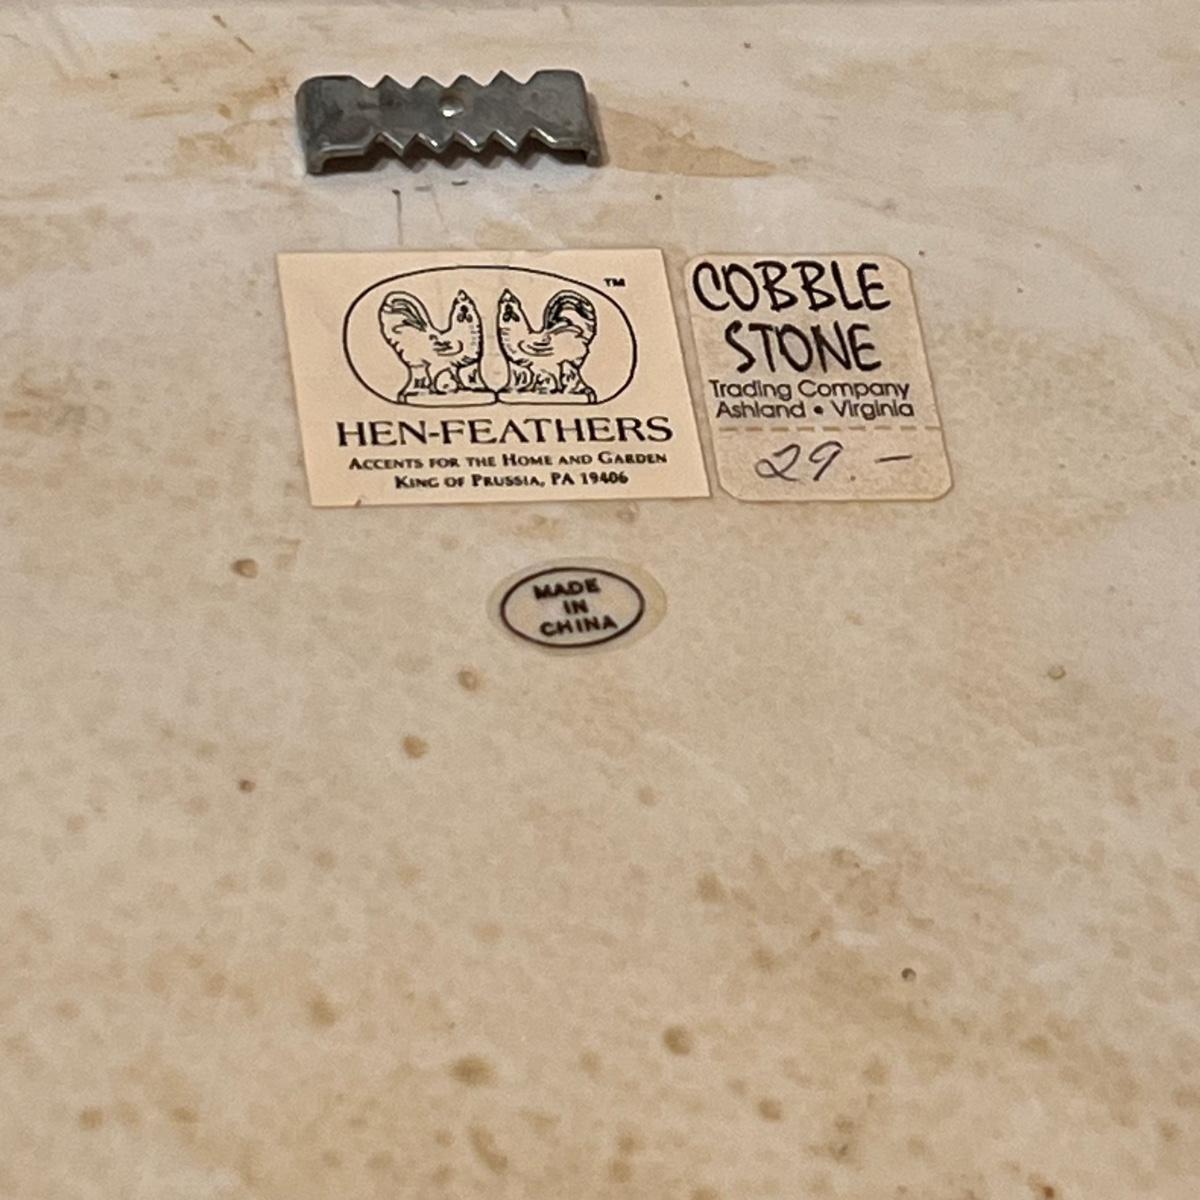 TM
HEN-FEATHERS
ACCENTS FOR THE HOME AND GARDEN
KING OF PRUSSIA, PA 19406
COBBLE
STONE
Trading Company
Ashland • Virginia
29. -
MADE
IN
CHINA